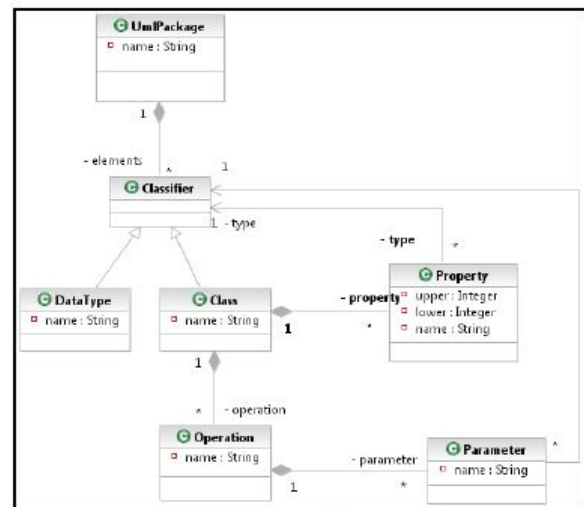 C UmlPackage
name : String
1
- elements
*
1
C Classifier
1 - type
- type
*
C DataType
name : String
C Class
name : String
- property
1
*
C Property
upper : Integer
lower : Integer
name : String
1
* - operation
C Operation
name : String
- parameter
1
*
C Parameter
name : String
*